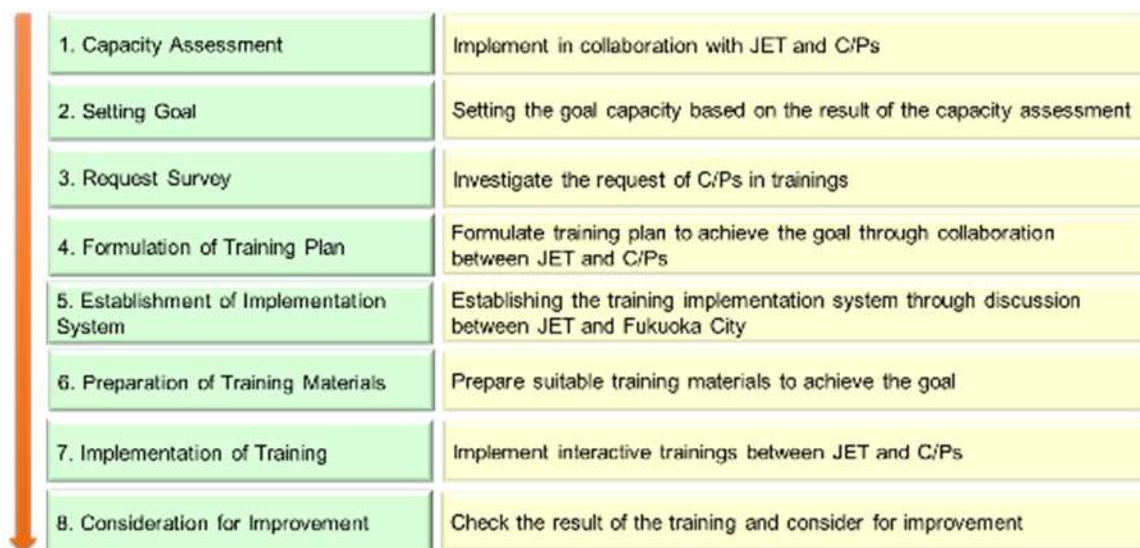 1. Capacity Assessment
Implement in collaboration with JET and C/Ps
2. Setting Goal
Setting the goal capacity based on the result of the capacity assessment
3. Request Survey
Investigate the request of C/Ps in trainings
4. Formulation of Training Plan
Formulate training plan to achieve the goal through collaboration
between JET and C/Ps
5. Establishment of Implementation
System
Establishing the training implementation system through discussion
between JET and Fukuoka City
6. Preparation of Training Materials
Prepare suitable training materials to achieve the goal
7. Implementation of Training
Implement interactive trainings between JET and C/Ps
8. Consideration for Improvement
Check the result of the training and consider for improvement